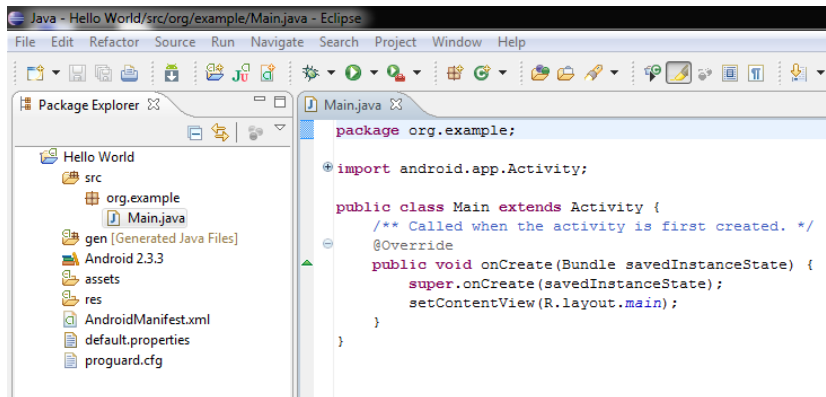 Java - Hello World/src/org/example/Main.java - Eclipse
File Edit Refactor Source Run Navigate Search Project Window Help
Package Explorer
Hello World
src
org.example
Main.java
gen [Generated Java Files]
Android 2.3.3
assets
res
AndroidManifest.xml
default.properties
proguard.cfg
Main.java
package org.example;
import android.app.Activity;
public class Main extends Activity {
/** Called when the activity is first created. */
@Override
public void onCreate(Bundle savedInstanceState) {
super.onCreate(savedInstanceState);
setContentView(R.layout.main);
}
}